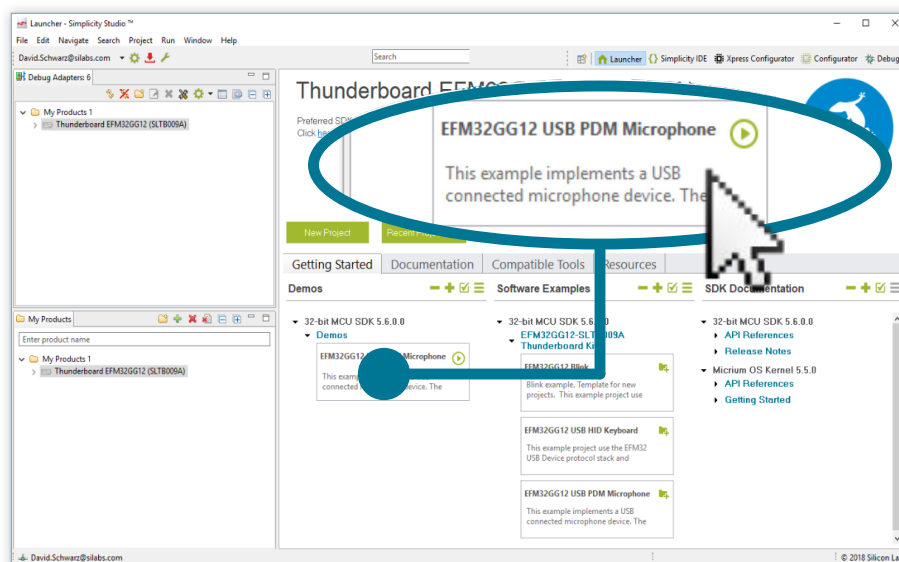 Launcher - Simplicity Studio ™
File Edit Navigate Search Project Run Window Help
David.Schwarz@silabs.com
Search
Launcher {} Simplicity IDE Xpress Configurator Configurator Debug
Debug Adapters: 6
My Products 1
Thunderboard EFM32GG12 (SLTB009A)
Thunderboard
Preferred SDK
Click
EFM32GG12 USB PDM Microphone
This example implements a USB
connected microphone device. The
New Project
Recent
Getting Started Documentation Compatible Tools Resources
Demos
32-bit MCU SDK 5.6.0.0
Demos
EFM32GG12 Microphone
This
connected device. The
Software Examples
32-bit MCU SDK 5.6.0.0
EFM32GG12-SLTB009A
Thunderboard Kit
EFM32GG12 Blink
Blink example. Template for new
projects. This example project use
EFM32GG12 USB HID Keyboard
This example project use the EFM32
USB Device protocol stack and
EFM32GG12 USB PDM Microphone
This example implements a USB
connected microphone device. The
SDK Documentation
32-bit MCU SDK 5.6.0.0
API References
Release Notes
Micrium OS Kernel 5.5.0
API References
Getting Started
My Products
Enter product name
My Products 1
Thunderboard EFM32GG12 (SLTB009A)
David.Schwarz@silabs.com
© 2018 Silicon La